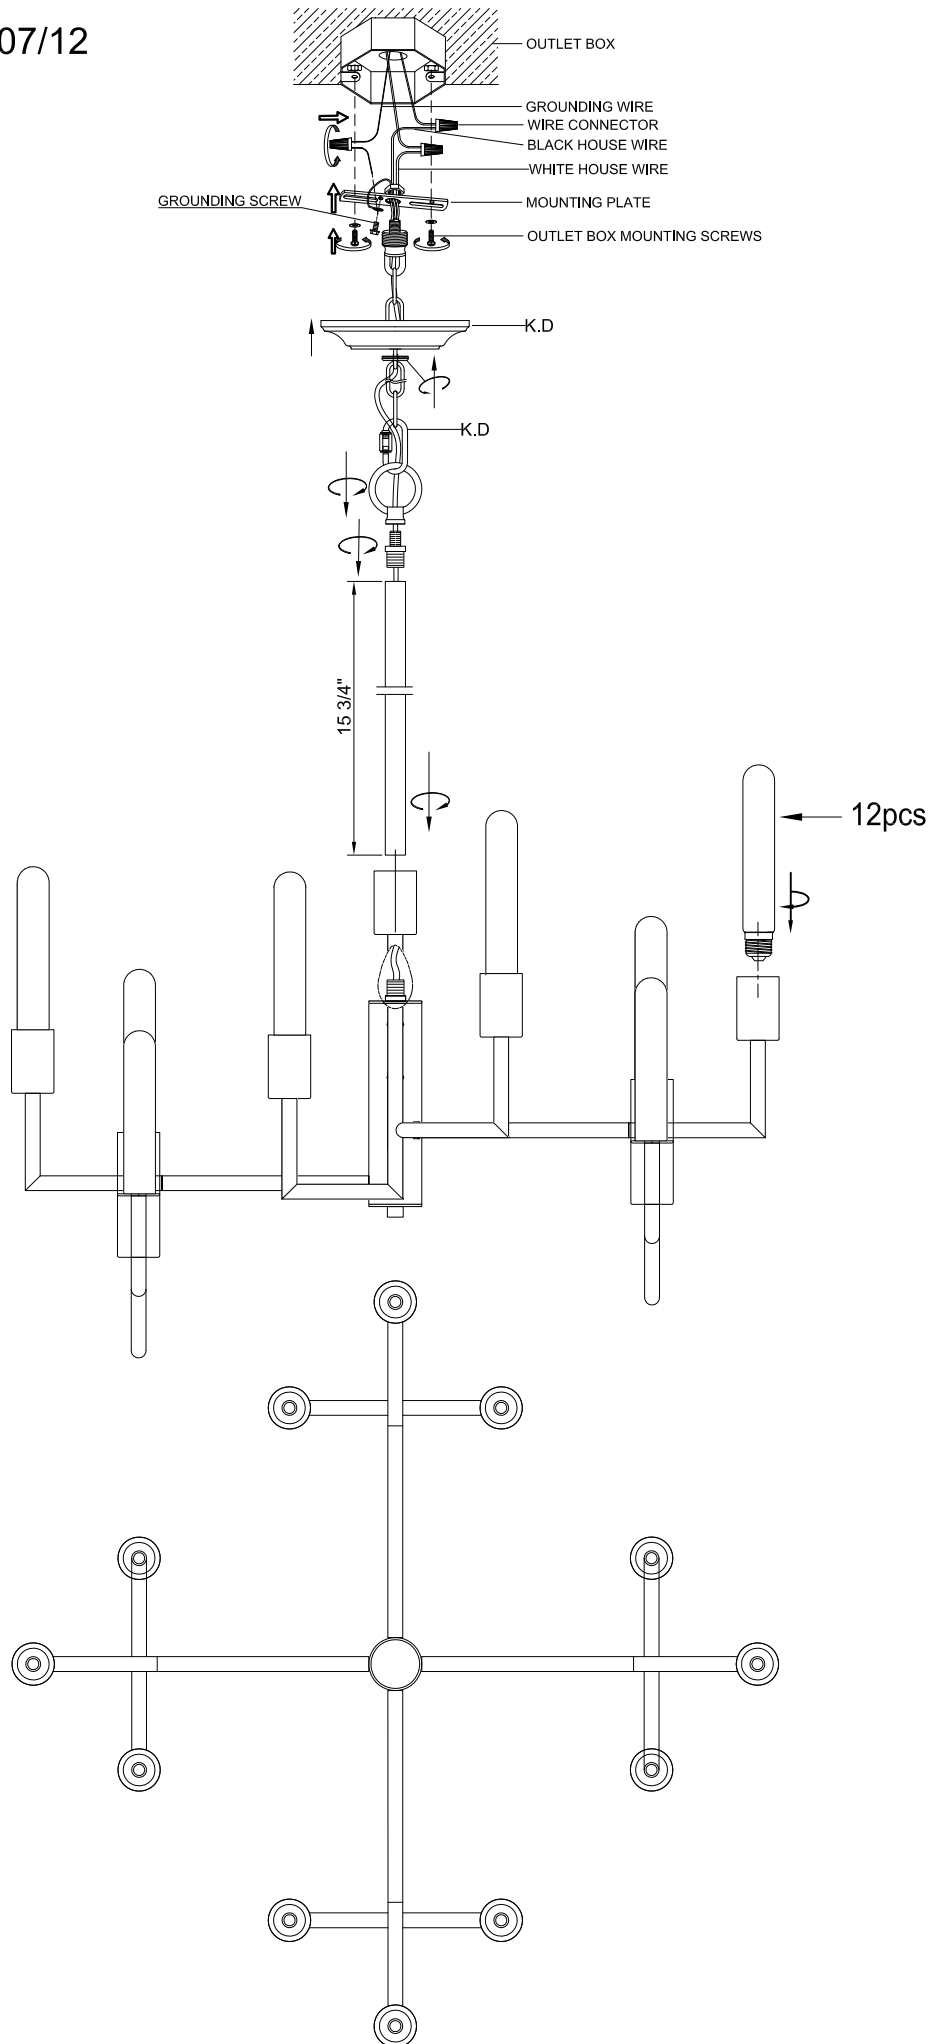 07/12
OUTLET BOX
GROUNDING WIRE
WIRE CONNECTOR
BLACK HOUSE WIRE
WHITE HOUSE WIRE
GROUNDING SCREW
MOUNTING PLATE
OUTLET BOX MOUNTING SCREWS
K.D
K.D
15 3/4"
12pcs